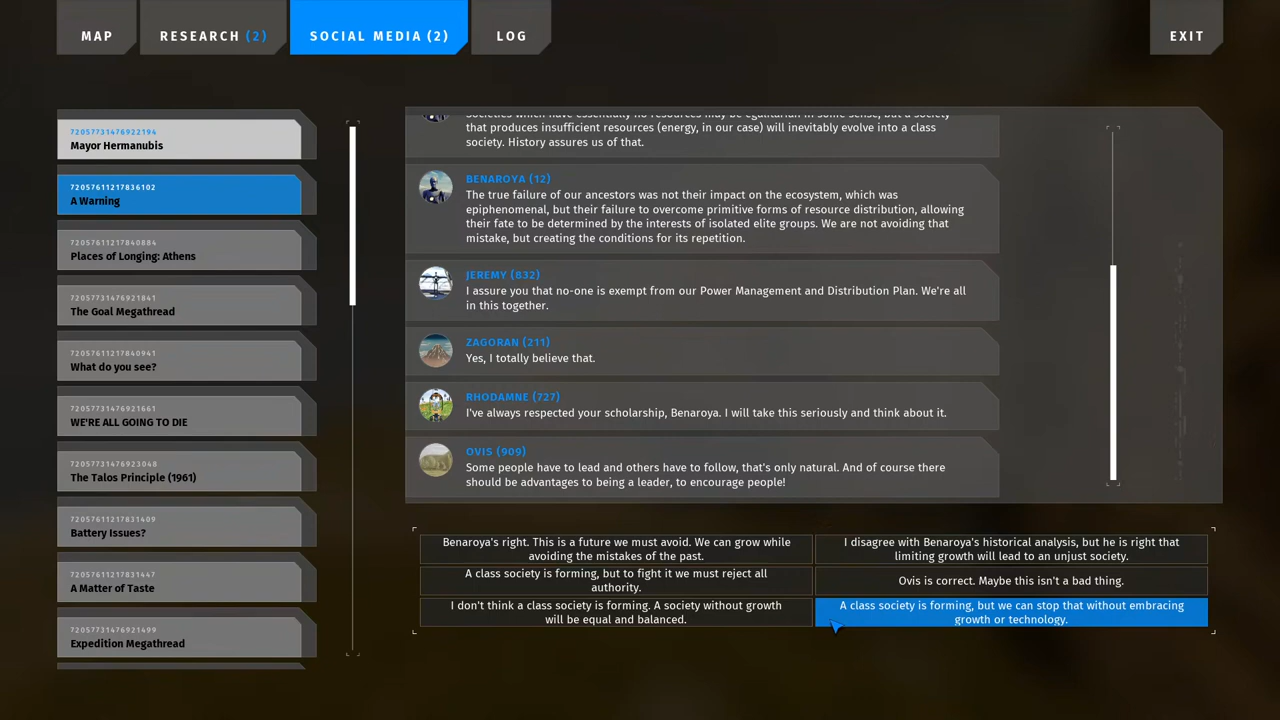 MAP
RESEARCH (2)
SOCIAL MEDIA (2)
LOG
EXIT
72057731476922194
Mayor Hermanubis
72057611217836102
A Warning
72057611217840884
Places of Longing: Athens
72057731476921841
The Goal Megathread
72057611217840941
What do you see?
72057731476921661
WE'RE ALL GOING TO DIE
72057731476923048
The Talos Principle (1961)
72057611217831409
Battery Issues?
72057611217831447
A Matter of Taste
72057731476921499
Expedition Megathread
Societies which have essentially no resources may be egalitarian in some sense, but a society
that produces insufficient resources (energy, in our case) will inevitably evolve into a class
society. History assures us of that.
BENAROYA (12)
The true failure of our ancestors was not their impact on the ecosystem, which was
epiphenomenal, but their failure to overcome primitive forms of resource distribution, allowing
their fate to be determined by the interests of isolated elite groups. We are not avoiding that
mistake, but creating the conditions for its repetition.
JEREMY (832)
I assure you that no-one is exempt from our Power Management and Distribution Plan. We're all
in this together.
ZAGORAN (211)
Yes, I totally believe that.
RHODAMNE (727)
I've always respected your scholarship, Benaroya. I will take this seriously and think about it.
OVIS (909)
Some people have to lead and others have to follow, that's only natural. And of course there
should be advantages to being a leader, to encourage people!
Benaroya's right. This is a future we must avoid. We can grow while
avoiding the mistakes of the past.
I disagree with Benaroya's historical analysis, but he is right that
limiting growth will lead to an unjust society.
A class society is forming, but to fight it we must reject all
authority.
Ovis is correct. Maybe this isn't a bad thing.
I don't think a class society is forming. A society without growth
will be equal and balanced.
A class society is forming, but we can stop that without embracing
growth or technology.